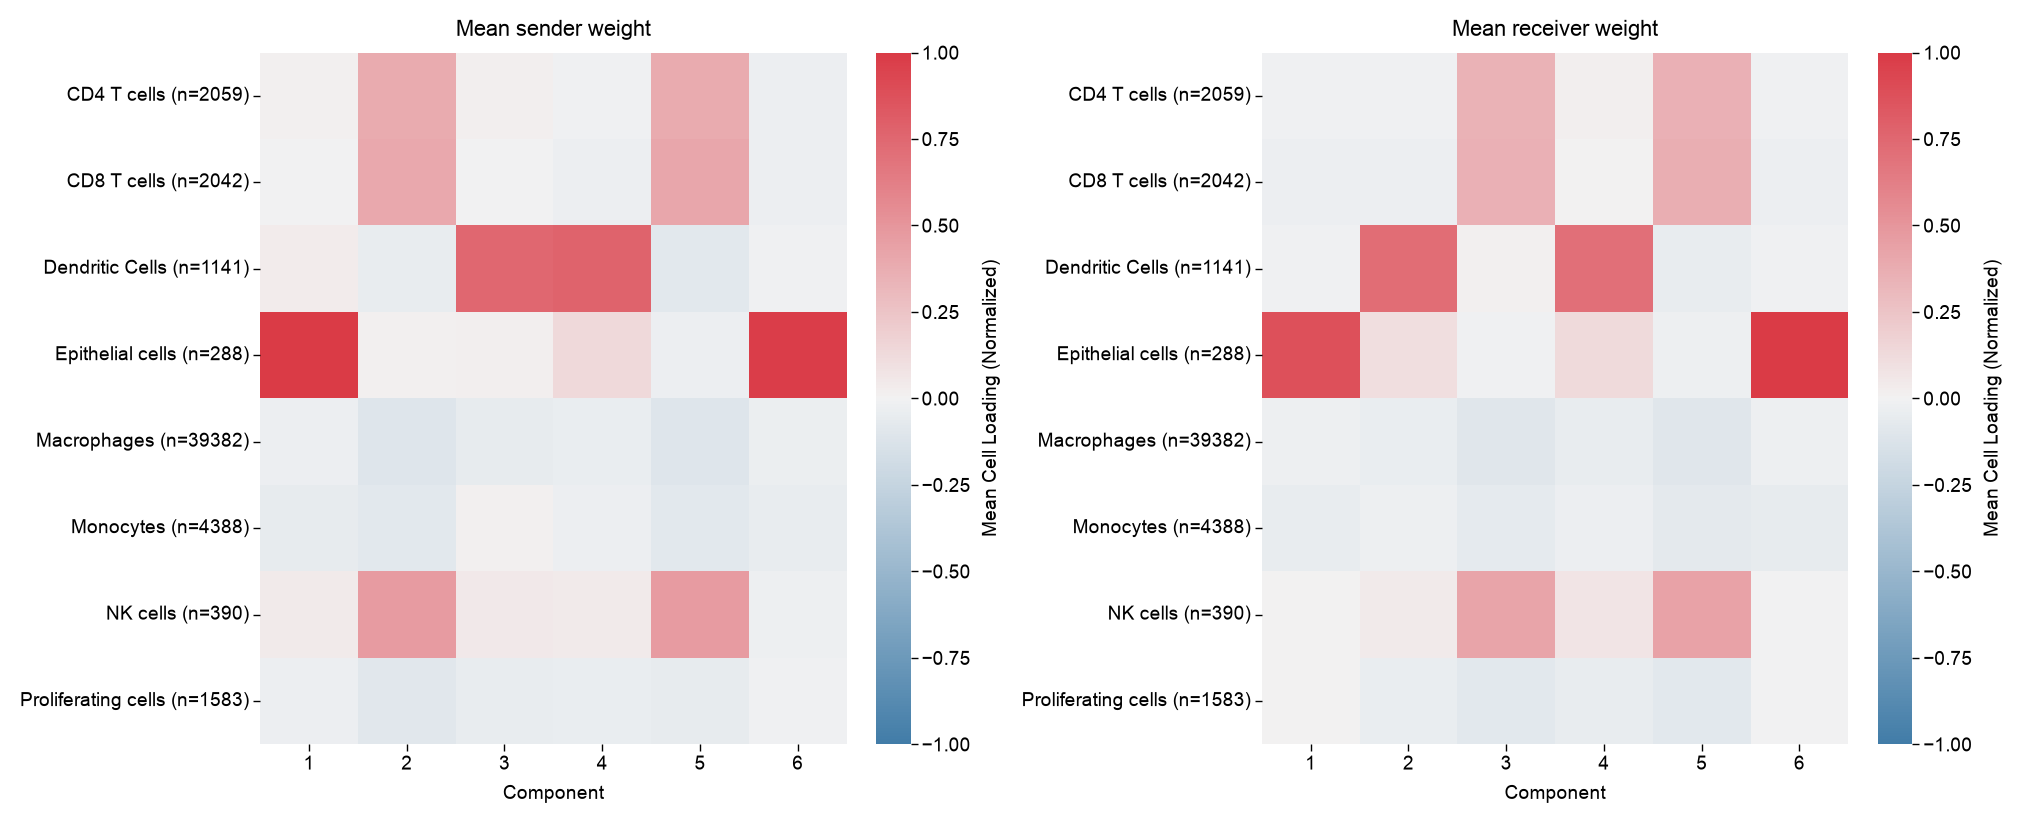 Mean sender weight
CD4 T cells (n=2059)
CD8 T cells (n=2042)
Dendritic Cells (n=1141)
Epithelial cells (n=288)
Macrophages (n=39382)
Monocytes (n=4388)
NK cells (n=390)
Proliferating cells (n=1583)
1 2 3 4 5 6
Component
1.00
0.75
0.50
0.25
0.00
−0.25
−0.50
−0.75
−1.00
Mean Cell Loading (Normalized)
Mean receiver weight
CD4 T cells (n=2059)
CD8 T cells (n=2042)
Dendritic Cells (n=1141)
Epithelial cells (n=288)
Macrophages (n=39382)
Monocytes (n=4388)
NK cells (n=390)
Proliferating cells (n=1583)
1 2 3 4 5 6
Component
1.00
0.75
0.50
0.25
0.00
−0.25
−0.50
−0.75
−1.00
Mean Cell Loading (Normalized)